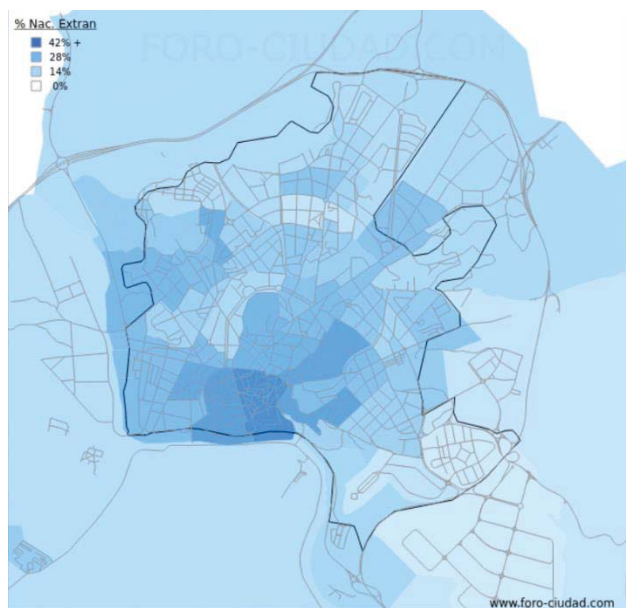 % Nac. Extran
FORO-CIUDAD.COM
42% +
28%
14%
0%
www.foro-ciudad.com